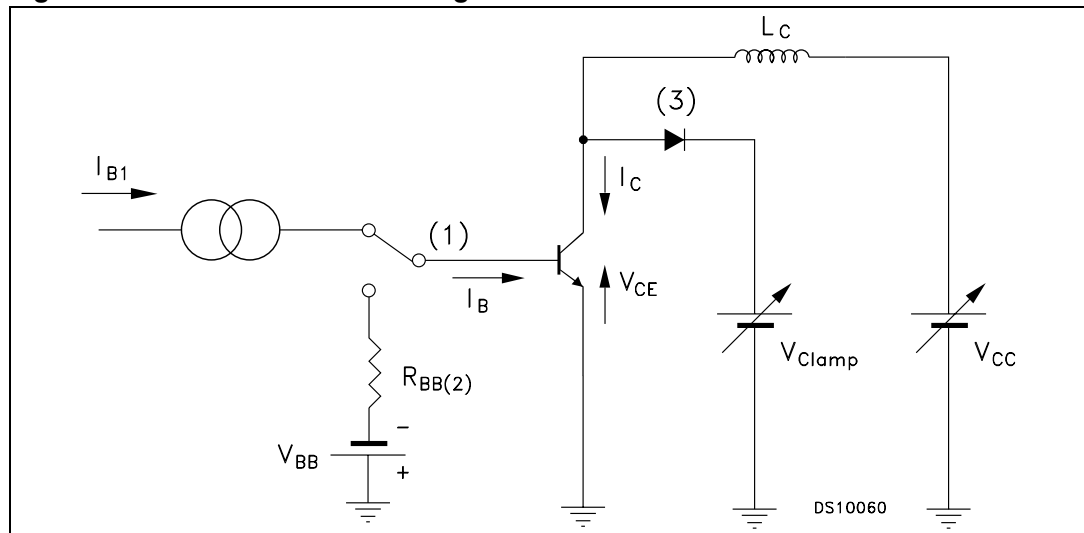 L C
(3)
I B1
I C
(1)
V CE
I B
V Clamp
V CC
R BB(2)
-
V BB
+
DS10060